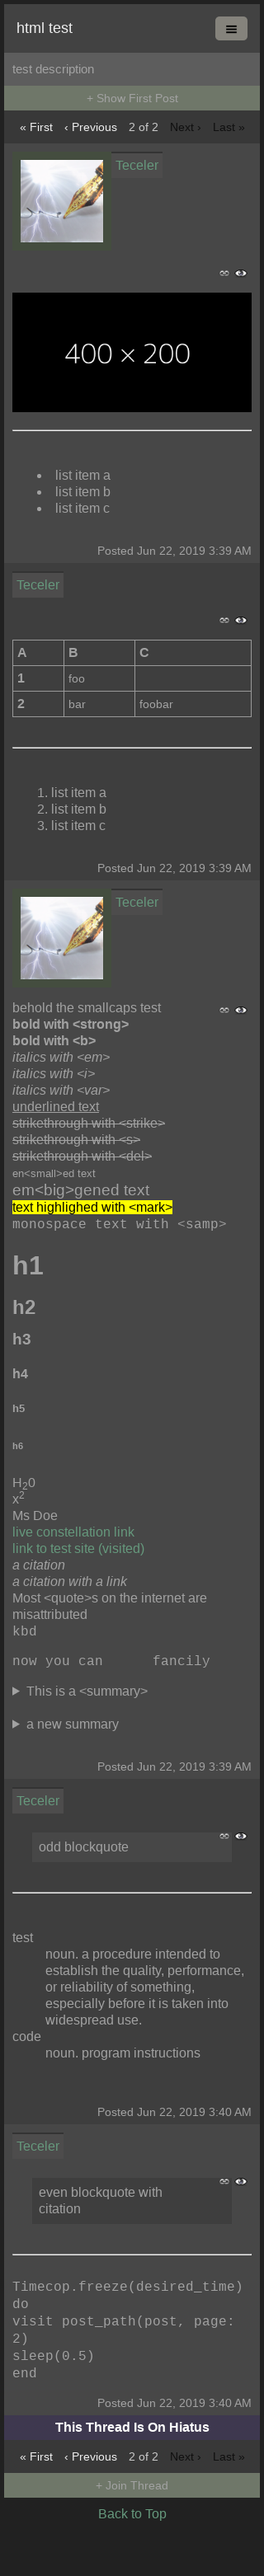 html test
test description
+ Show First Post
« First ‹ Previous 2 of 2 Next › Last »
Teceler
400 × 200
• list item a
• list item b
• list item c
Posted Jun 22, 2019 3:39 AM
Teceler
A B C
1 foo
2 bar foobar
1. list item a
2. list item b
3. list item c
Posted Jun 22, 2019 3:39 AM
Teceler
behold the smallcaps test
bold with <strong>
bold with <b>
italics with <em>
italics with <i>
italics with <var>
underlined text
strikethrough with <strike>
strikethrough with <s>
strikethrough with <del>
en<small>ed text
em<big>gened text
text highlighed with <mark>
monospace text with <samp>
h1
h2
h3
h4
h5
h6
H₂0
x²
Ms Doe
live constellation link
link to test site (visited)
a citation
a citation with a link
Most <quote>s on the internet are
misattributed
kbd
now you can fancily
▶ This is a <summary>
▶ a new summary
Posted Jun 22, 2019 3:39 AM
Teceler
odd blockquote
test
noun. a procedure intended to
establish the quality, performance,
or reliability of something,
especially before it is taken into
widespread use.
code
noun. program instructions
Posted Jun 22, 2019 3:40 AM
Teceler
even blockquote with
citation
Timecop.freeze(desired_time)
do
visit post_path(post, page:
2)
sleep(0.5)
end
Posted Jun 22, 2019 3:40 AM
This Thread Is On Hiatus
« First ‹ Previous 2 of 2 Next › Last »
+ Join Thread
Back to Top